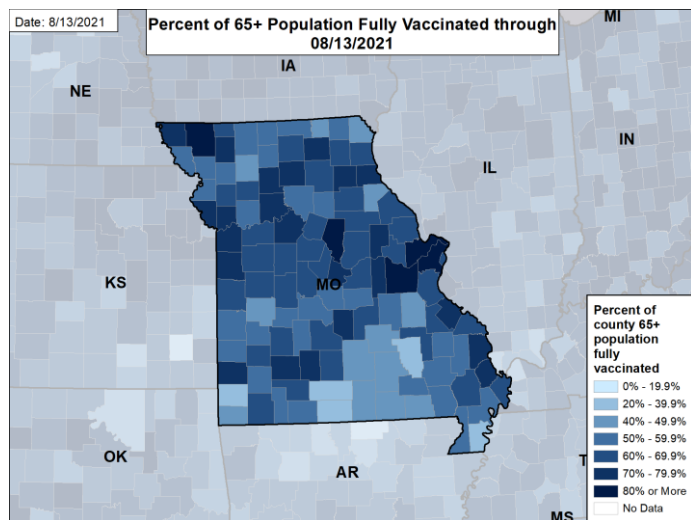 Date: 8/13/2021
Percent of 65+ Population Fully Vaccinated through
08/13/2021
MI
IA
NE
IN
IL
KS
MO
Percent of
county 65+
population
fully
vaccinated
0% - 19.9%
20% - 39.9%
40% - 49.9%
50% - 59.9%
60% - 69.9%
70% - 79.9%
80% or More
No Data
OK
AR
T
MS